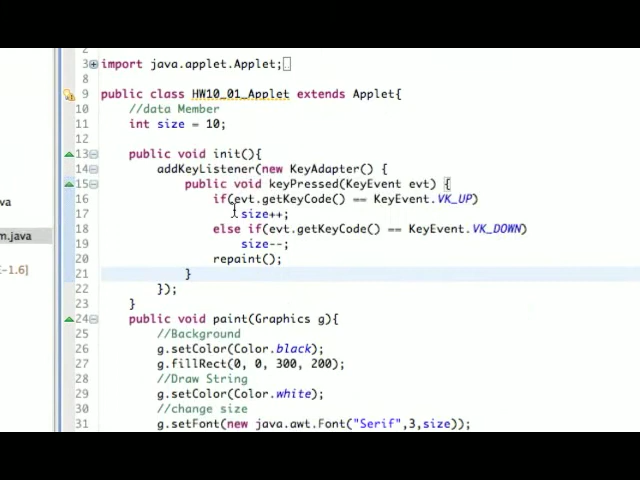 2
3 import java.applet.Applet;
8
9 public class HW10_01_Applet extends Applet{
10 //data Member
11 int size = 10;
12
13 public void init(){
14 addKeyListener(new KeyAdapter() {
15 public void keyPressed(KeyEvent evt) {
16 if(evt.getKeyCode() == KeyEvent.VK_UP)
17 size++;
18 else if(evt.getKeyCode() == KeyEvent.VK_DOWN)
19 size--;
20 repaint();
21 }
22 });
23 }
24 public void paint(Graphics g){
25 //Background
26 g.setColor(Color.black);
27 g.fillRect(0, 0, 300, 200);
28 //Draw String
29 g.setColor(Color.white);
30 //change size
31 g.setFont(new java.awt.Font("Serif",3,size));
va
m.java
E-1.6]